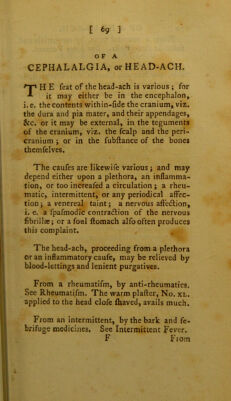 [ 69 ]
OF A
CEPHALALGIA, or HEAD-ACH.
THE ſeat of the head-ach is various; for
it may either be in the encephalon,
i. e. the contents within-ſide the cranium, viz.
the dura and pia mater, and their appendages,
&c. or it may be external, in the teguments
of the cranium, viz. the ſcalp and the peri-
cranium; or in the ſubſtance of the bones
themſelves.
The cauſes are likewiſe various; and may
depend either upon a plethora, an inflamma-
tion, or too increaſed a circulation; a rheu-
matic, intermittent, or any periodical affec-
tion; a venereal taint; a nervous affection,
i. e. a ſpaſmodic contraction of the nervous
fibrillæ; or a foul ſtomach alſo often produces
this complaint.
The head-ach, proceeding from a plethora
or an inflammatory cauſe, may be relieved by
blood-lettings and lenient purgatives.
From a rheumatiſm, by anti-rheumatics.
See Rheumatiſm. The warm plaſter, No. XL.
applied to the head cloſe ſhaved, avails much.
From an intermittent, by the bark and fe-
brifuge medicines. See Intermittent Fever.
F From